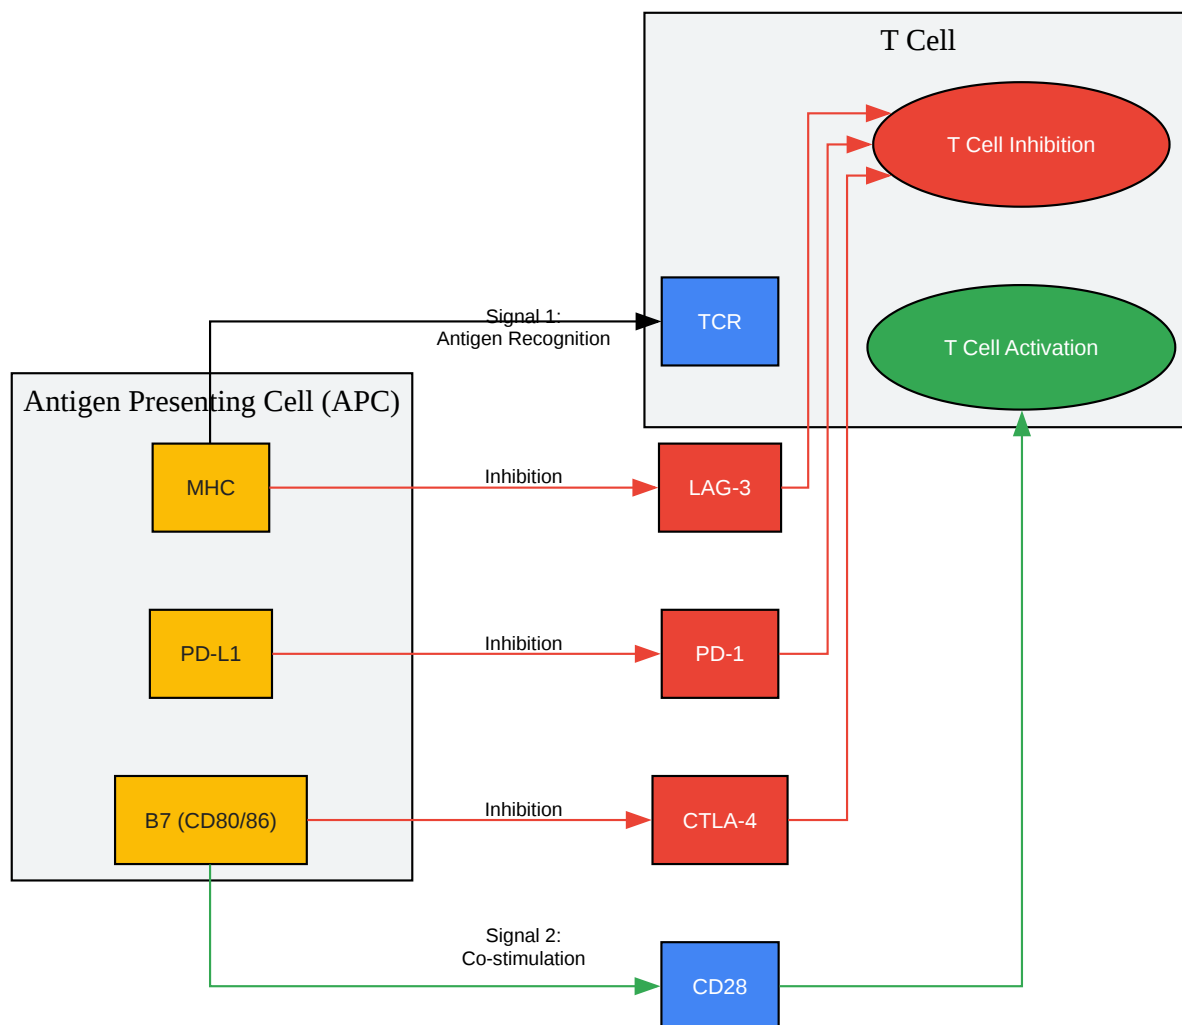 T Cell
T Cell Inhibition
TCR
Signal 1:
Antigen Recognition
T Cell Activation
Antigen Presenting Cell (APC)
MHC
Inhibition
LAG-3
PD-L1
Inhibition
PD-1
B7 (CD80/86)
Inhibition
CTLA-4
Signal 2:
Co-stimulation
CD28